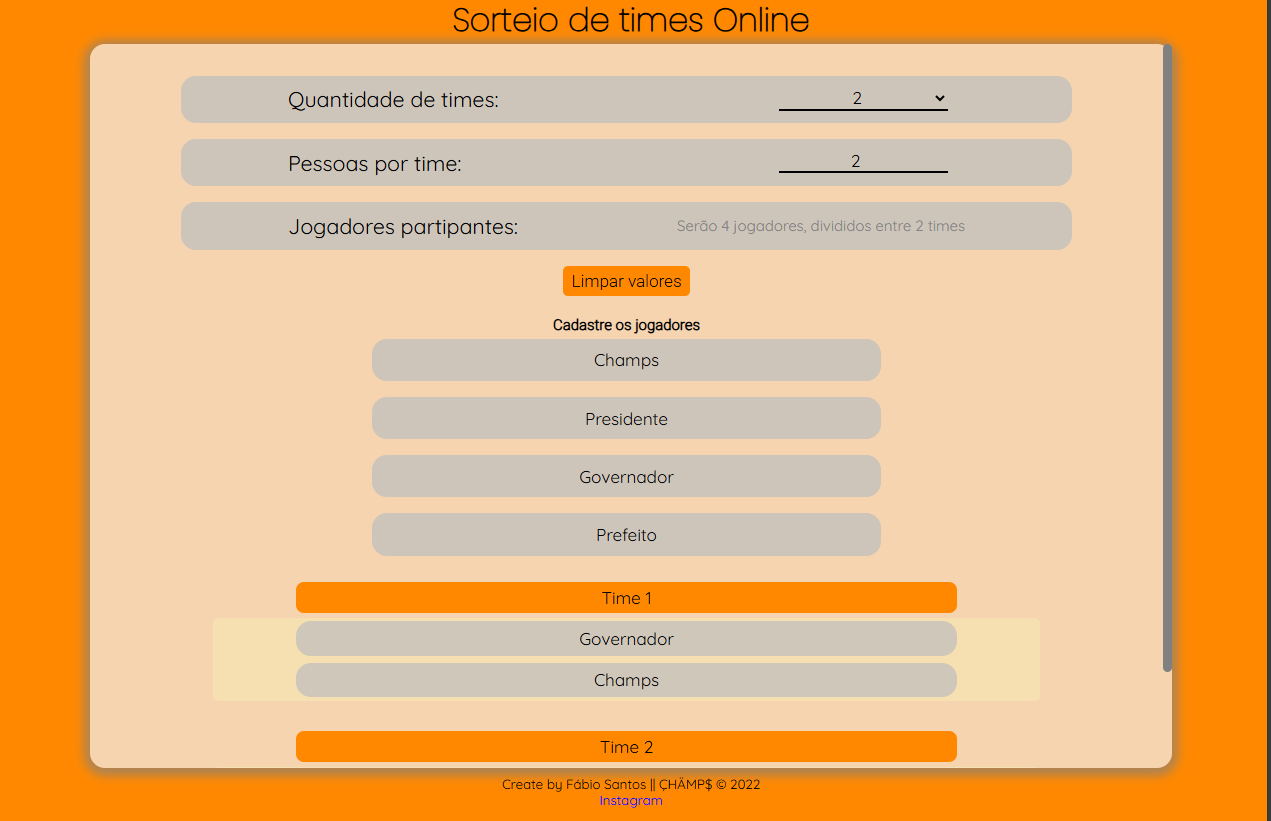 Sorteio de times Online
Quantidade de times: 2
Pessoas por time: 2
Jogadores partipantes: Serão 4 jogadores, divididos entre 2 times
Limpar valores
Cadastre os jogadores
Champs
Presidente
Governador
Prefeito
Time 1
Governador
Champs
Time 2
Create by Fábio Santos || ÇHÄMP$ © 2022
Instagram